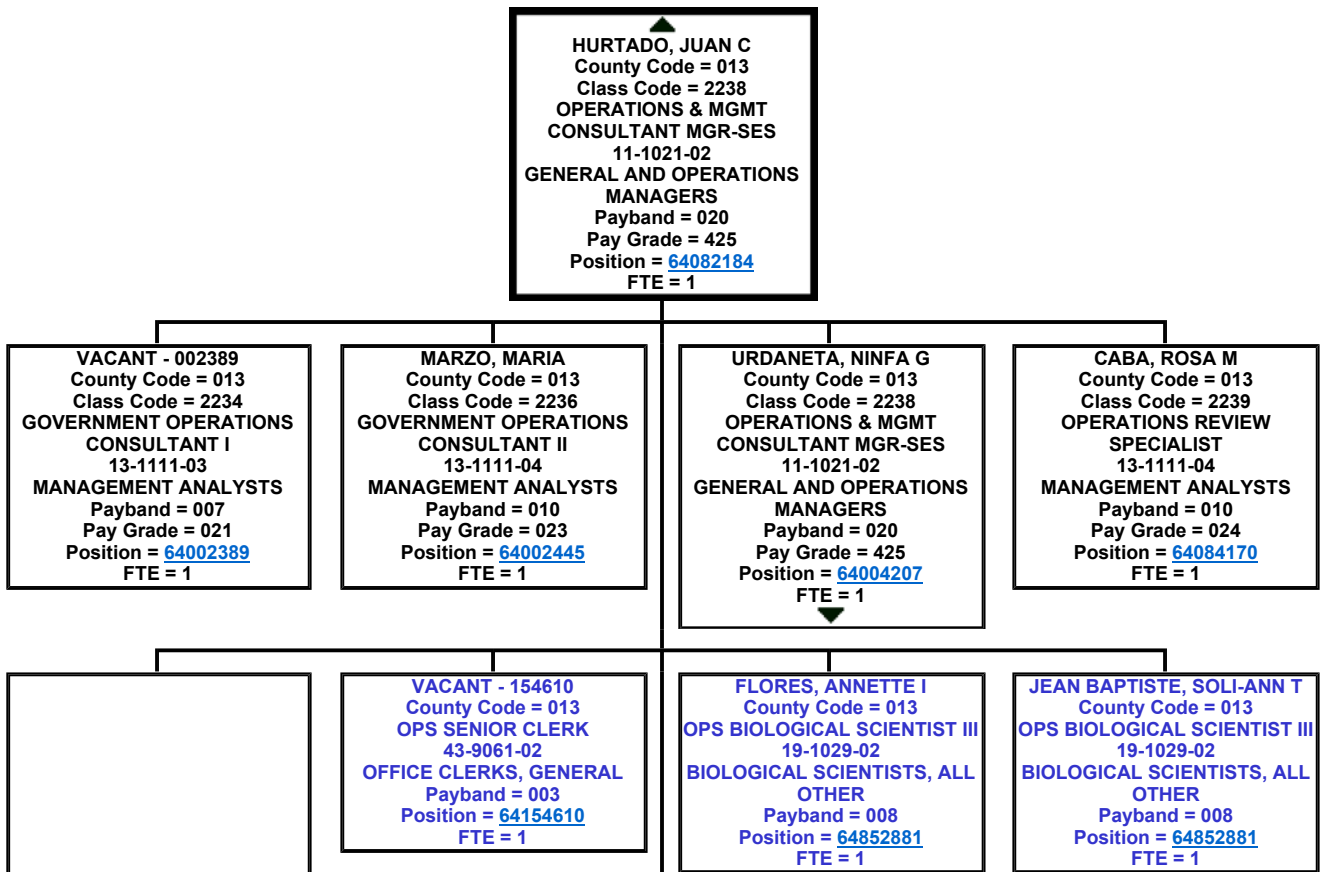 HURTADO, JUAN C
County Code = 013
Class Code = 2238
OPERATIONS & MGMT
CONSULTANT MGR-SES
11-1021-02
GENERAL AND OPERATIONS
MANAGERS
Payband = 020
Pay Grade = 425
Position = 64082184
FTE = 1
VACANT - 002389
County Code = 013
Class Code = 2234
GOVERNMENT OPERATIONS
CONSULTANT I
13-1111-03
MANAGEMENT ANALYSTS
Payband = 007
Pay Grade = 021
Position = 64002389
FTE = 1
MARZO, MARIA
County Code = 013
Class Code = 2236
GOVERNMENT OPERATIONS
CONSULTANT II
13-1111-04
MANAGEMENT ANALYSTS
Payband = 010
Pay Grade = 023
Position = 64002445
FTE = 1
URDANETA, NINFA G
County Code = 013
Class Code = 2238
OPERATIONS & MGMT
CONSULTANT MGR-SES
11-1021-02
GENERAL AND OPERATIONS
MANAGERS
Payband = 020
Pay Grade = 425
Position = 64004207
FTE = 1
CABA, ROSA M
County Code = 013
Class Code = 2239
OPERATIONS REVIEW
SPECIALIST
13-1111-04
MANAGEMENT ANALYSTS
Payband = 010
Pay Grade = 024
Position = 64084170
FTE = 1
VACANT - 154610
County Code = 013
OPS SENIOR CLERK
43-9061-02
OFFICE CLERKS, GENERAL
Payband = 003
Position = 64154610
FTE = 1
FLORES, ANNETTE I
County Code = 013
OPS BIOLOGICAL SCIENTIST III
19-1029-02
BIOLOGICAL SCIENTISTS, ALL
OTHER
Payband = 008
Position = 64852881
FTE = 1
JEAN BAPTISTE, SOLI-ANN T
County Code = 013
OPS BIOLOGICAL SCIENTIST III
19-1029-02
BIOLOGICAL SCIENTISTS, ALL
OTHER
Payband = 008
Position = 64852881
FTE = 1